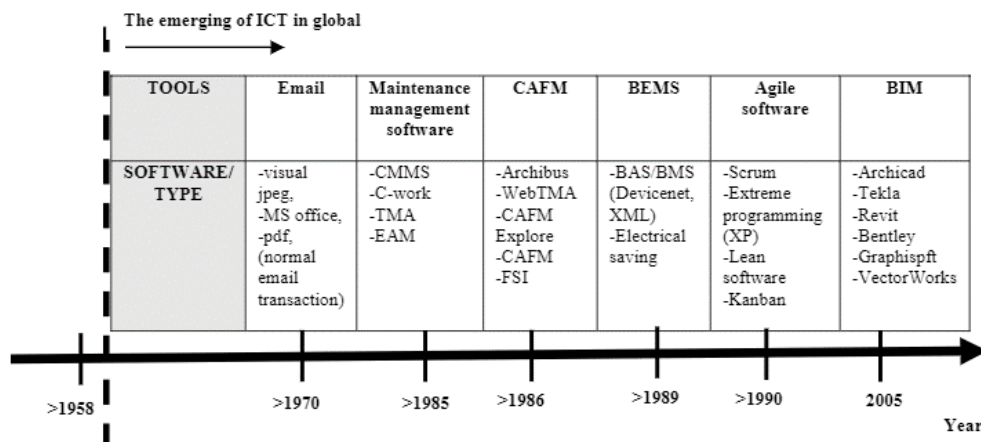 The emerging of ICT in global
TOOLS
Email
Maintenance
management
software
CAFM
BEMS
Agile
software
BIM
SOFTWARE/
TYPE
-visual
jpeg,
-MS office,
-pdf,
(normal
email
transaction)
-CMMS
-C-work
-TMA
-EAM
-Archibus
-WebTMA
-CAFM
Explore
-CAFM
-FSI
-BAS/BMS
(Devicenet,
XML)
-Electrical
saving
-Scrum
-Extreme
programming
(XP)
-Lean
software
-Kanban
-Archicad
-Tekla
-Revit
-Bentley
-Graphispft
-VectorWorks
>1958
>1970
>1985
>1986
>1989
>1990
2005
Year